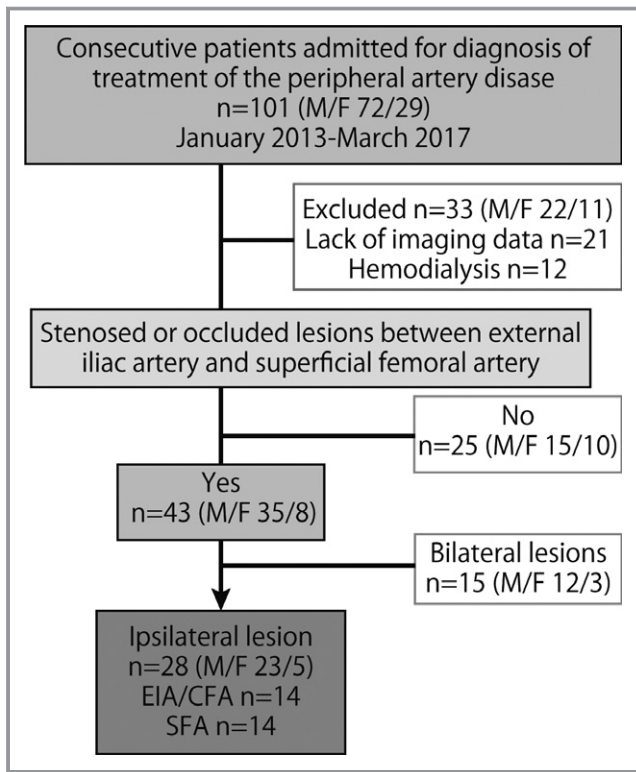 Consecutive patients admitted for diagnosis of
treatment of the peripheral artery disase
n=101 (M/F 72/29)
January 2013-March 2017
Excluded n=33 (M/F 22/11)
Lack of imaging data n=21
Hemodialysis n=12
Stenosed or occluded lesions between external
iliac artery and superficial femoral artery
No
n=25 (M/F 15/10)
Yes
n=43 (M/F 35/8)
Bilateral lesions
n=15 (M/F 12/3)
Ipsilateral lesion
n=28 (M/F 23/5)
EIA/CFA n=14
SFA n=14